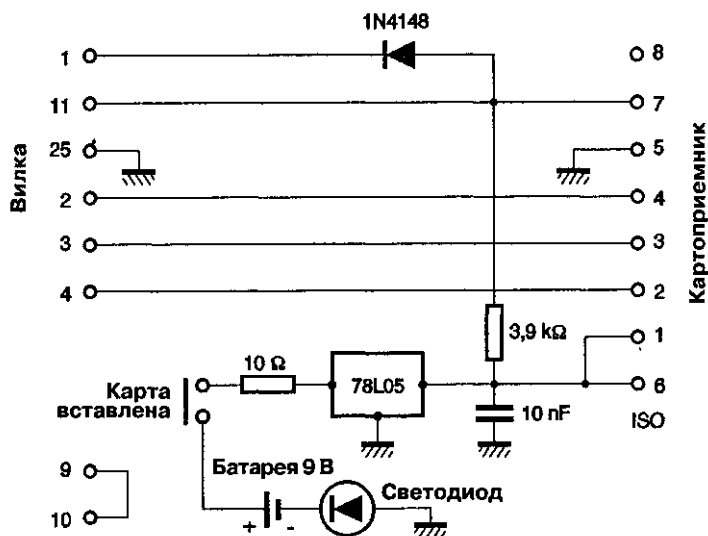 1N4148
1
8
11
7
25
5
Вилка
Картоприемник
2
4
3
3
4
2
3,9 kΩ
1
10 Ω
78L05
6
Карта
вставлена
10 nF
ISO
9
Батарея 9 В
Светодиод
10
+
-